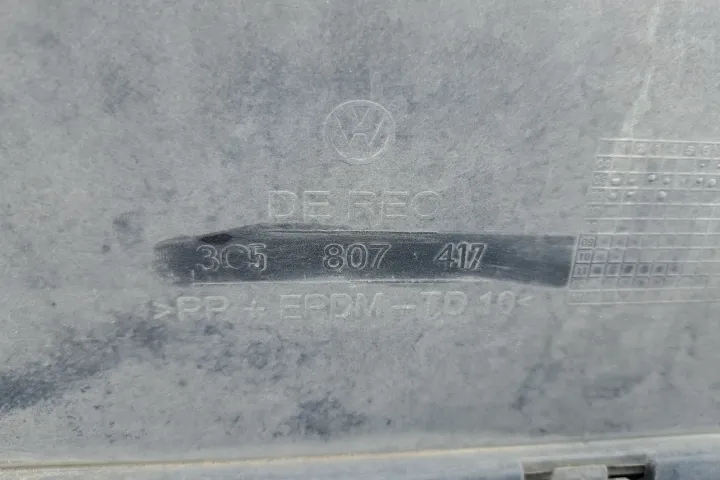 DE REC
3C5 807 417
>PP + EPDM - TD 10<